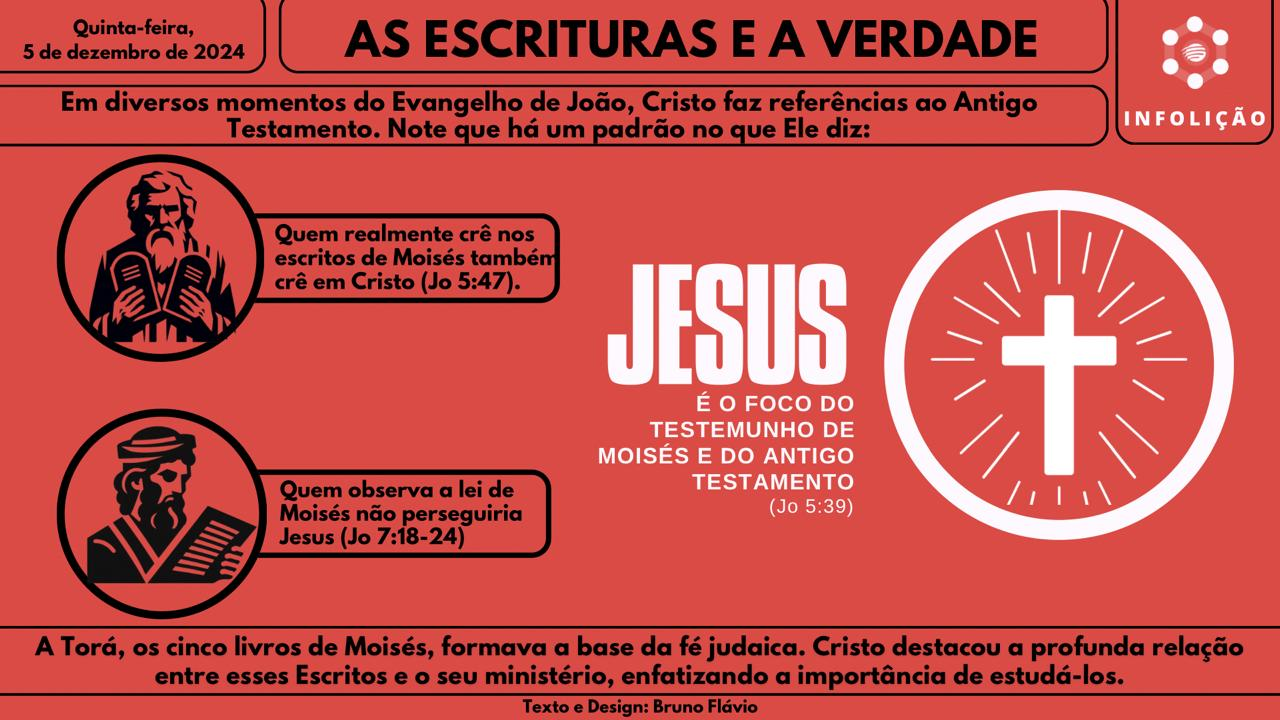 Quinta-feira,
5 de dezembro de 2024
AS ESCRITURAS E A VERDADE
INFOLIÇÃO
Em diversos momentos do Evangelho de João, Cristo faz referências ao Antigo
Testamento. Note que há um padrão no que Ele diz:
Quem realmente crê nos
escritos de Moisés também
crê em Cristo (Jo 5:47).
Quem observa a lei de
Moisés não perseguiria
Jesus (Jo 7:18-24)
JESUS
É O FOCO DO
TESTEMUNHO DE
MOISÉS E DO ANTIGO
TESTAMENTO
(Jo 5:39)
A Torá, os cinco livros de Moisés, formava a base da fé judaica. Cristo destacou a profunda relação
entre esses Escritos e o seu ministério, enfatizando a importância de estudá-los.
Texto e Design: Bruno Flávio